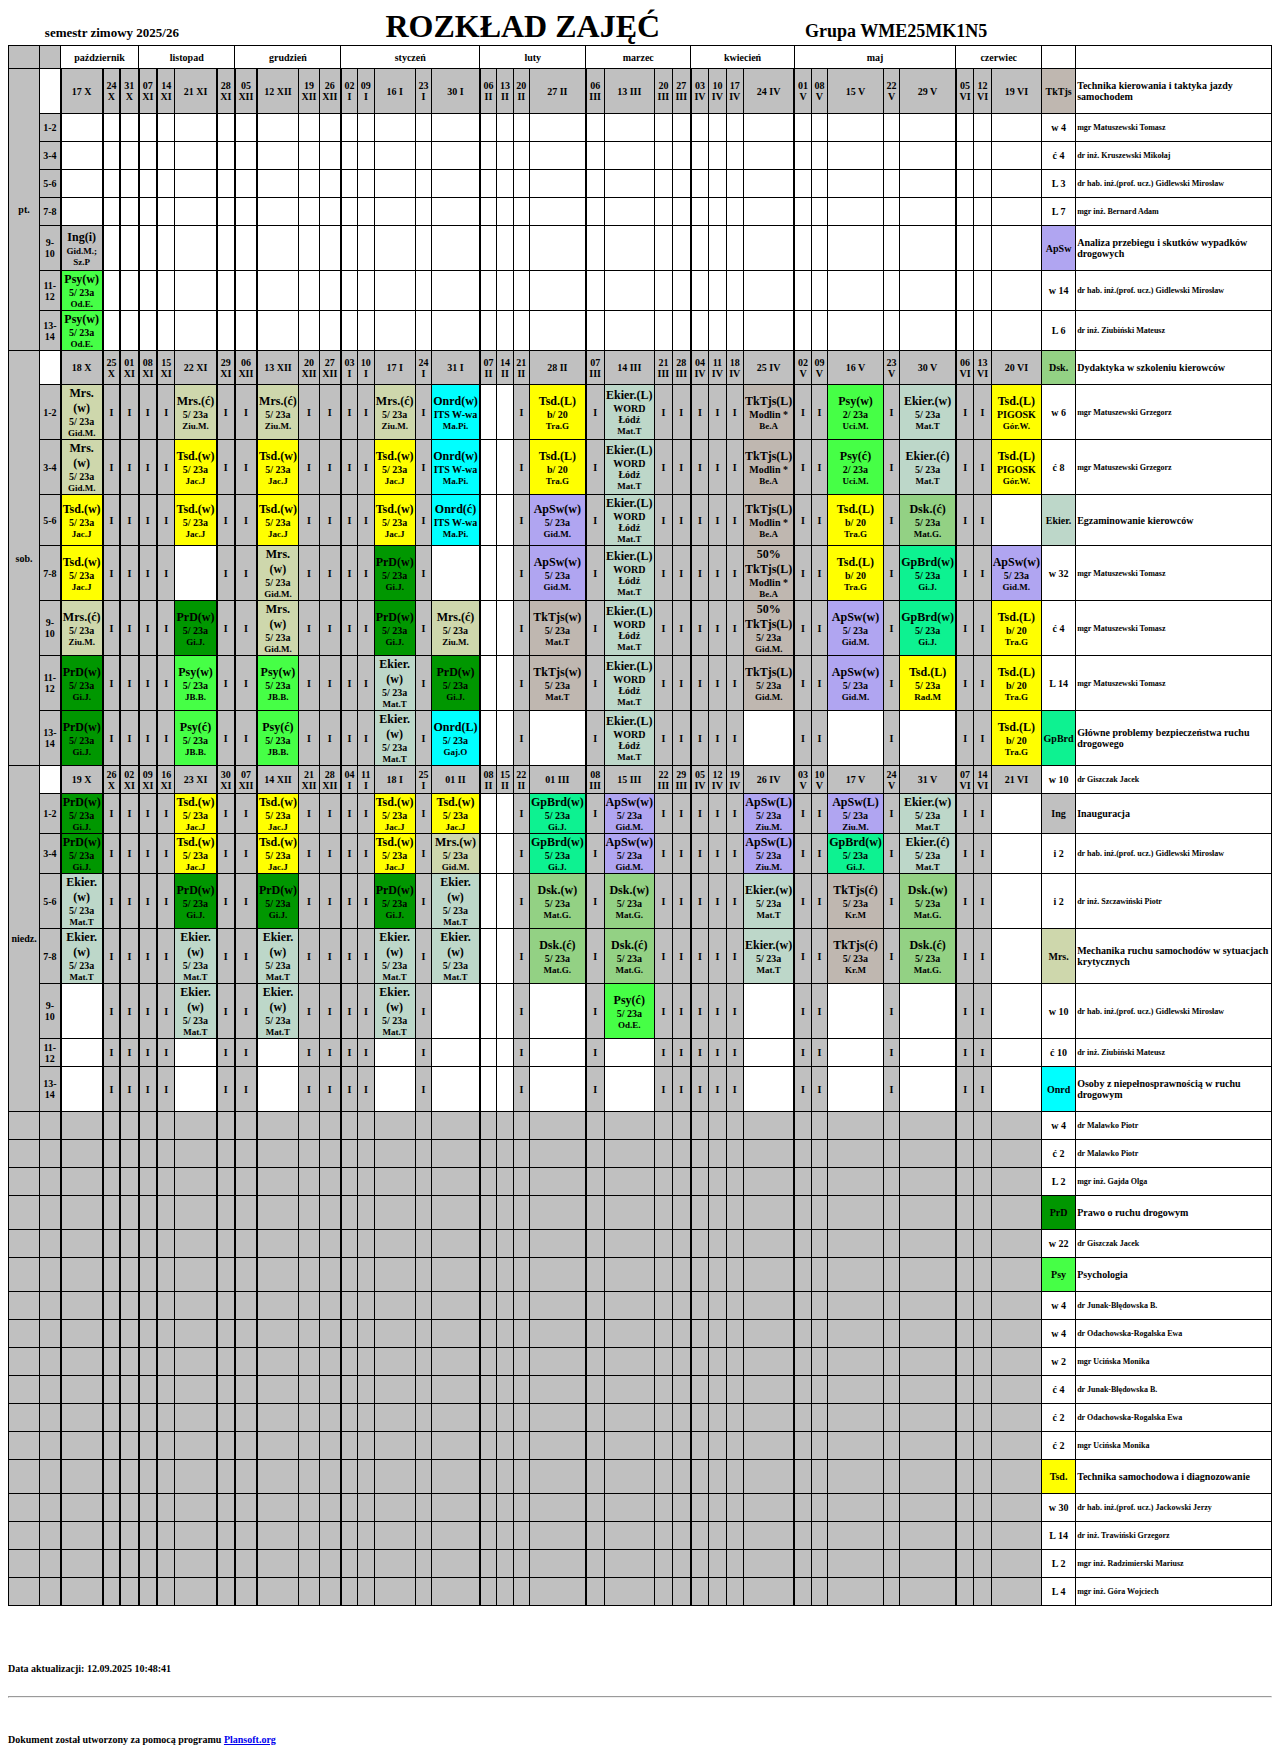 semestr zimowy 2025/26 ROZKŁAD ZAJĘĆ Grupa WME25MK1N5
październik listopad grudzień styczeń luty marzec kwiecień maj czerwiec
17 X 24 X 31 X 07 XI 14 XI 21 XI 28 XI 05 XII 12 XII 19 XII 26 XII 02 I 09 I 16 I 23 I 30 I 06 II 13 II 20 II 27 II 06 III 13 III 20 III 27 III 03 IV 10 IV 17 IV 24 IV 01 V 08 V 15 V 22 V 29 V 05 VI 12 VI 19 VI TkTjs Technika kierowania i taktyka jazdy samochodem
pt.
1-2 w 4 mgr Matuszewski Tomasz
3-4 ć 4 dr inż. Kruszewski Mikołaj
5-6 L 3 dr hab. inż.(prof. ucz.) Gidlewski Mirosław
7-8 L 7 mgr inż. Bernard Adam
9-10 Ing(i) Gid.M.; Sz.P ApSw Analiza przebiegu i skutków wypadków drogowych
11-12 Psy(w) 5/ 23a Od.E. w 14 dr hab. inż.(prof. ucz.) Gidlewski Mirosław
13-14 Psy(w) 5/ 23a Od.E. L 6 dr inż. Ziubiński Mateusz
18 X 25 X 01 XI 08 XI 15 XI 22 XI 29 XI 06 XII 13 XII 20 XII 27 XII 03 I 10 I 17 I 24 I 31 I 07 II 14 II 21 II 28 II 07 III 14 III 21 III 28 III 04 IV 11 IV 18 IV 25 IV 02 V 09 V 16 V 23 V 30 V 06 VI 13 VI 20 VI Dsk. Dydaktyka w szkoleniu kierowców
sob.
1-2 Mrs.(w) 5/ 23a Gid.M. I I I I Mrs.(ć) 5/ 23a Ziu.M. I I Mrs.(ć) 5/ 23a Ziu.M. I I I I Mrs.(ć) 5/ 23a Ziu.M. I Onrd(w) ITS W-wa Ma.Pi. I Tsd.(L) b/ 20 Tra.G I Ekier.(L) WORD Łódź Mat.T I I I I I TkTjs(L) Modlin * Be.A I I Psy(w) 2/ 23a Uci.M. I Ekier.(w) 5/ 23a Mat.T I I Tsd.(L) PIGOSK Gór.W. w 6 mgr Matuszewski Grzegorz
3-4 Mrs.(w) 5/ 23a Gid.M. I I I I Tsd.(w) 5/ 23a Jac.J I I Tsd.(w) 5/ 23a Jac.J I I I I Tsd.(w) 5/ 23a Jac.J I Onrd(w) ITS W-wa Ma.Pi. I Tsd.(L) b/ 20 Tra.G I Ekier.(L) WORD Łódź Mat.T I I I I I TkTjs(L) Modlin * Be.A I I Psy(ć) 2/ 23a Uci.M. I Ekier.(ć) 5/ 23a Mat.T I I Tsd.(L) PIGOSK Gór.W. ć 8 mgr Matuszewski Grzegorz
5-6 Tsd.(w) 5/ 23a Jac.J I I I I Tsd.(w) 5/ 23a Jac.J I I Tsd.(w) 5/ 23a Jac.J I I I I Tsd.(w) 5/ 23a Jac.J I Onrd(ć) ITS W-wa Ma.Pi. I ApSw(w) 5/ 23a Gid.M. I Ekier.(L) WORD Łódź Mat.T I I I I I TkTjs(L) Modlin * Be.A I I Tsd.(L) b/ 20 Tra.G I Dsk.(ć) 5/ 23a Mat.G. I I Ekier. Egzaminowanie kierowców
7-8 Tsd.(w) 5/ 23a Jac.J I I I I I I Mrs.(w) 5/ 23a Gid.M. I I I I PrD(w) 5/ 23a Gi.J. I I ApSw(w) 5/ 23a Gid.M. I Ekier.(L) WORD Łódź Mat.T I I I I I 50% TkTjs(L) Modlin * Be.A I I Tsd.(L) b/ 20 Tra.G I GpBrd(w) 5/ 23a Gi.J. I I ApSw(w) 5/ 23a Gid.M. w 32 mgr Matuszewski Tomasz
9-10 Mrs.(ć) 5/ 23a Ziu.M. I I I I PrD(w) 5/ 23a Gi.J. I I Mrs.(w) 5/ 23a Gid.M. I I I I PrD(w) 5/ 23a Gi.J. I Mrs.(ć) 5/ 23a Ziu.M. I TkTjs(w) 5/ 23a Mat.T I Ekier.(L) WORD Łódź Mat.T I I I I I 50% TkTjs(L) 5/ 23a Gid.M. I I ApSw(w) 5/ 23a Gid.M. I GpBrd(w) 5/ 23a Gi.J. I I Tsd.(L) b/ 20 Tra.G ć 4 mgr Matuszewski Tomasz
11-12 PrD(w) 5/ 23a Gi.J. I I I I Psy(w) 5/ 23a JB.B. I I Psy(w) 5/ 23a JB.B. I I I I Ekier.(w) 5/ 23a Mat.T I PrD(w) 5/ 23a Gi.J. I TkTjs(w) 5/ 23a Mat.T I Ekier.(L) WORD Łódź Mat.T I I I I I TkTjs(L) 5/ 23a Gid.M. I I ApSw(w) 5/ 23a Gid.M. I Tsd.(L) 5/ 23a Rad.M I I Tsd.(L) b/ 20 Tra.G L 14 mgr Matuszewski Tomasz
13-14 PrD(w) 5/ 23a Gi.J. I I I I Psy(ć) 5/ 23a JB.B. I I Psy(ć) 5/ 23a JB.B. I I I I Ekier.(w) 5/ 23a Mat.T I Onrd(L) 5/ 23a Gaj.O I I Ekier.(L) WORD Łódź Mat.T I I I I I I I I I I Tsd.(L) b/ 20 Tra.G GpBrd Główne problemy bezpieczeństwa ruchu drogowego
19 X 26 X 02 XI 09 XI 16 XI 23 XI 30 XI 07 XII 14 XII 21 XII 28 XII 04 I 11 I 18 I 25 I 01 II 08 II 15 II 22 II 01 III 08 III 15 III 22 III 29 III 05 IV 12 IV 19 IV 26 IV 03 V 10 V 17 V 24 V 31 V 07 VI 14 VI 21 VI w 10 dr Giszczak Jacek
niedz.
1-2 PrD(w) 5/ 23a Gi.J. I I I I Tsd.(w) 5/ 23a Jac.J I I Tsd.(w) 5/ 23a Jac.J I I I I Tsd.(w) 5/ 23a Jac.J I Tsd.(w) 5/ 23a Jac.J I GpBrd(w) 5/ 23a Gi.J. I ApSw(w) 5/ 23a Gid.M. I I I I I ApSw(L) 5/ 23a Ziu.M. I I ApSw(L) 5/ 23a Ziu.M. I Ekier.(w) 5/ 23a Mat.T I I Ing Inauguracja
3-4 PrD(w) 5/ 23a Gi.J. I I I I Tsd.(w) 5/ 23a Jac.J I I Tsd.(w) 5/ 23a Jac.J I I I I Tsd.(w) 5/ 23a Jac.J I Mrs.(w) 5/ 23a Gid.M. I GpBrd(w) 5/ 23a Gi.J. I ApSw(w) 5/ 23a Gid.M. I I I I I ApSw(L) 5/ 23a Ziu.M. I I GpBrd(w) 5/ 23a Gi.J. I Ekier.(ć) 5/ 23a Mat.T I I i 2 dr hab. inż.(prof. ucz.) Gidlewski Mirosław
5-6 Ekier.(w) 5/ 23a Mat.T I I I I PrD(w) 5/ 23a Gi.J. I I PrD(w) 5/ 23a Gi.J. I I I I PrD(w) 5/ 23a Gi.J. I Ekier.(w) 5/ 23a Mat.T I Dsk.(w) 5/ 23a Mat.G. I Dsk.(w) 5/ 23a Mat.G. I I I I I Ekier.(w) 5/ 23a Mat.T I I TkTjs(ć) 5/ 23a Kr.M I Dsk.(w) 5/ 23a Mat.G. I I i 2 dr inż. Szczawiński Piotr
7-8 Ekier.(w) 5/ 23a Mat.T I I I I Ekier.(w) 5/ 23a Mat.T I I Ekier.(w) 5/ 23a Mat.T I I I I Ekier.(w) 5/ 23a Mat.T I Ekier.(w) 5/ 23a Mat.T I Dsk.(ć) 5/ 23a Mat.G. I Dsk.(ć) 5/ 23a Mat.G. I I I I I Ekier.(w) 5/ 23a Mat.T I I TkTjs(ć) 5/ 23a Kr.M I Dsk.(ć) 5/ 23a Mat.G. I I Mrs. Mechanika ruchu samochodów w sytuacjach krytycznych
9-10 I I I I Ekier.(w) 5/ 23a Mat.T I I Ekier.(w) 5/ 23a Mat.T I I I I Ekier.(w) 5/ 23a Mat.T I I I Psy(ć) 5/ 23a Od.E. I I I I I I I I I I w 10 dr hab. inż.(prof. ucz.) Gidlewski Mirosław
11-12 I I I I I I I I I I I I I I I I I I I I I I I ć 10 dr inż. Ziubiński Mateusz
13-14 I I I I I I I I I I I I I I I I I I I I I I I Onrd Osoby z niepełnosprawnością w ruchu drogowym
w 4 dr Malawko Piotr
ć 2 dr Malawko Piotr
L 2 mgr inż. Gajda Olga
PrD Prawo o ruchu drogowym
w 22 dr Giszczak Jacek
Psy Psychologia
w 4 dr Junak-Błędowska B.
w 4 dr Odachowska-Rogalska Ewa
w 2 mgr Ucińska Monika
ć 4 dr Junak-Błędowska B.
ć 2 dr Odachowska-Rogalska Ewa
ć 2 mgr Ucińska Monika
Tsd. Technika samochodowa i diagnozowanie
w 30 dr hab. inż.(prof. ucz.) Jackowski Jerzy
L 14 dr inż. Trawiński Grzegorz
L 2 mgr inż. Radzimierski Mariusz
L 4 mgr inż. Góra Wojciech
Data aktualizacji: 12.09.2025 10:48:41
Dokument został utworzony za pomocą programu Plansoft.org